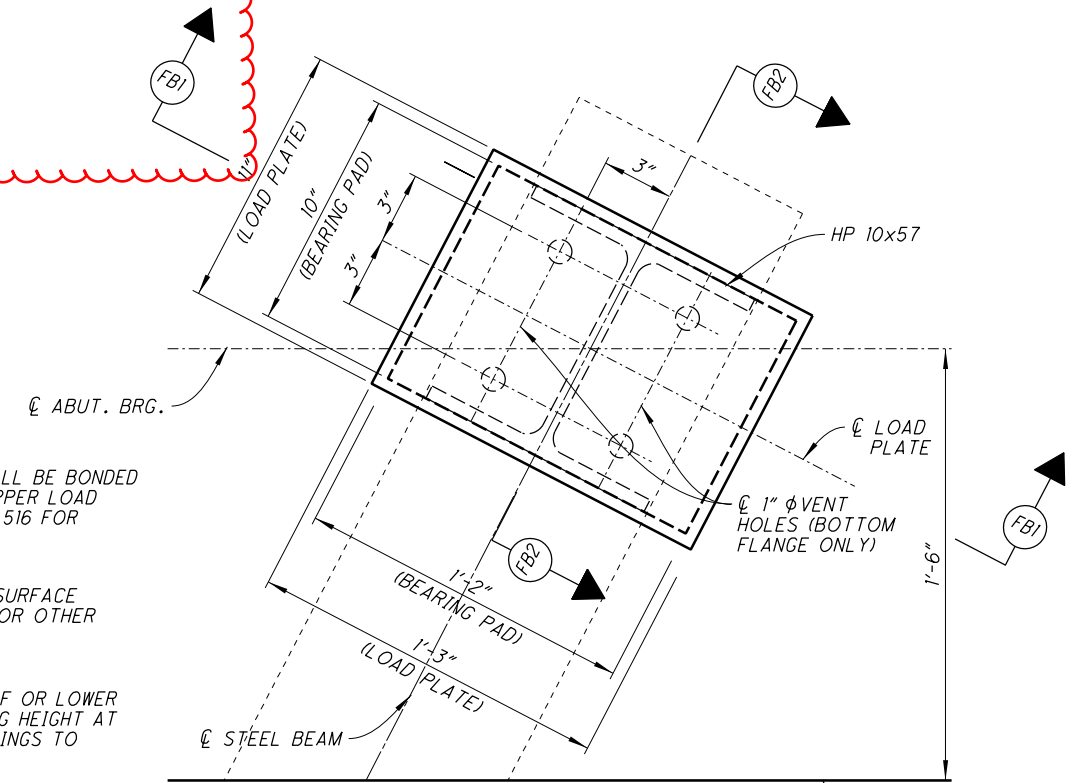 FB1
FB2
11"
(LOAD PLATE)
10"
(BEARING PAD)
3"
3"
3"
HP 10x57
℄ ABUT. BRG.
℄ LOAD
PLATE
LL BE BONDED
PPER LOAD
516 FOR
℄ 1" ϕ VENT
HOLES (BOTTOM
FLANGE ONLY)
FB1
1'-6"
FB2
SURFACE
OR OTHER
1'-2"
(BEARING PAD)
1'-3"
(LOAD PLATE)
F OR LOWER
G HEIGHT AT
INGS TO
℄ STEEL BEAM